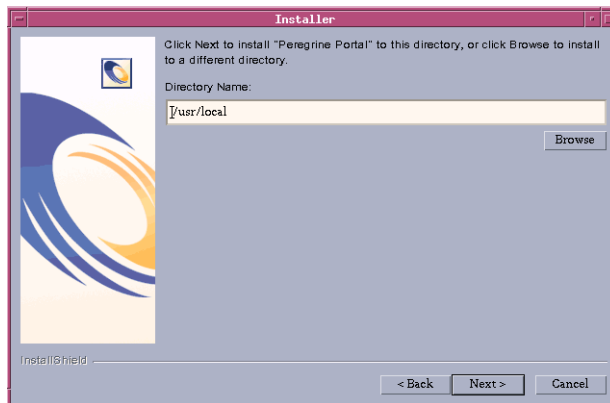 Installer
Click Next to install "Peregrine Portal" to this directory, or click Browse to install
to a different directory.
Directory Name:
/usr/local
Browse
InstallShield
< Back Next > Cancel